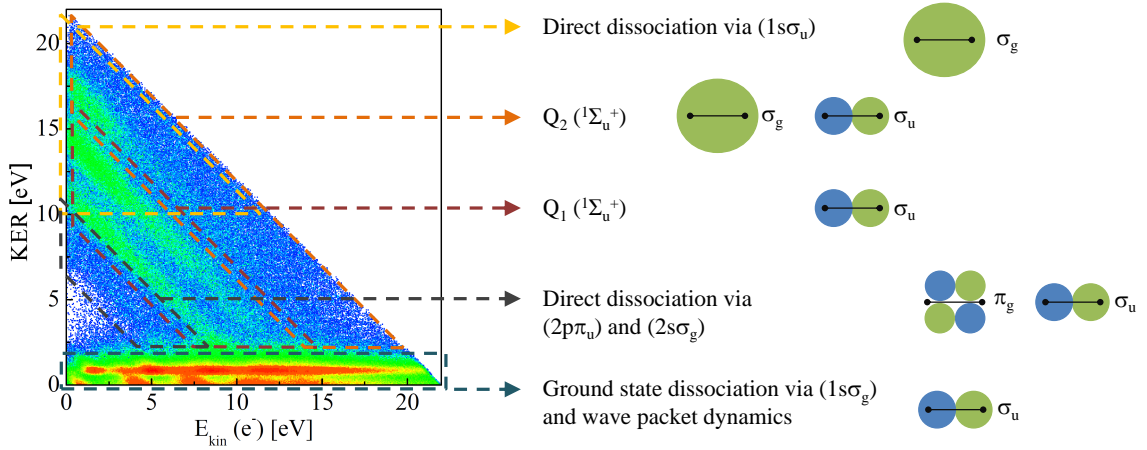 20
15
10
5
0
KER [eV]
0 5 10 15 20
E_kin (e⁻) [eV]
Direct dissociation via (1sσ_u)
σ_g
Q_2 (¹Σ_u⁺)
σ_g
σ_u
Q_1 (¹Σ_u⁺)
σ_u
Direct dissociation via
(2pπ_u) and (2sσ_g)
π_g
σ_u
Ground state dissociation via (1sσ_g)
and wave packet dynamics
σ_u